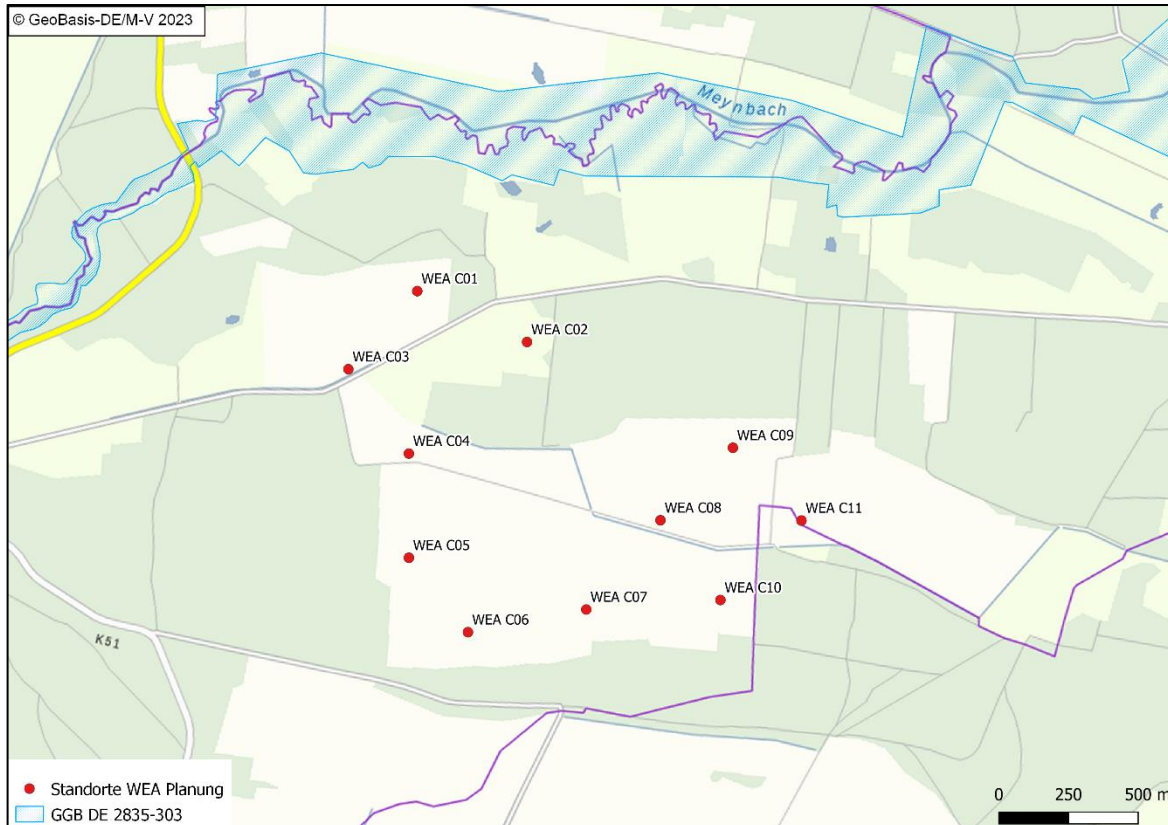 © GeoBasis-DE/M-V 2023
Meynbach
WEA C01
WEA C02
WEA C03
WEA C04
WEA C09
WEA C08
WEA C11
WEA C05
WEA C10
WEA C07
WEA C06
K51
Standorte WEA Planung
GGB DE 2835-303
0 250 500 m